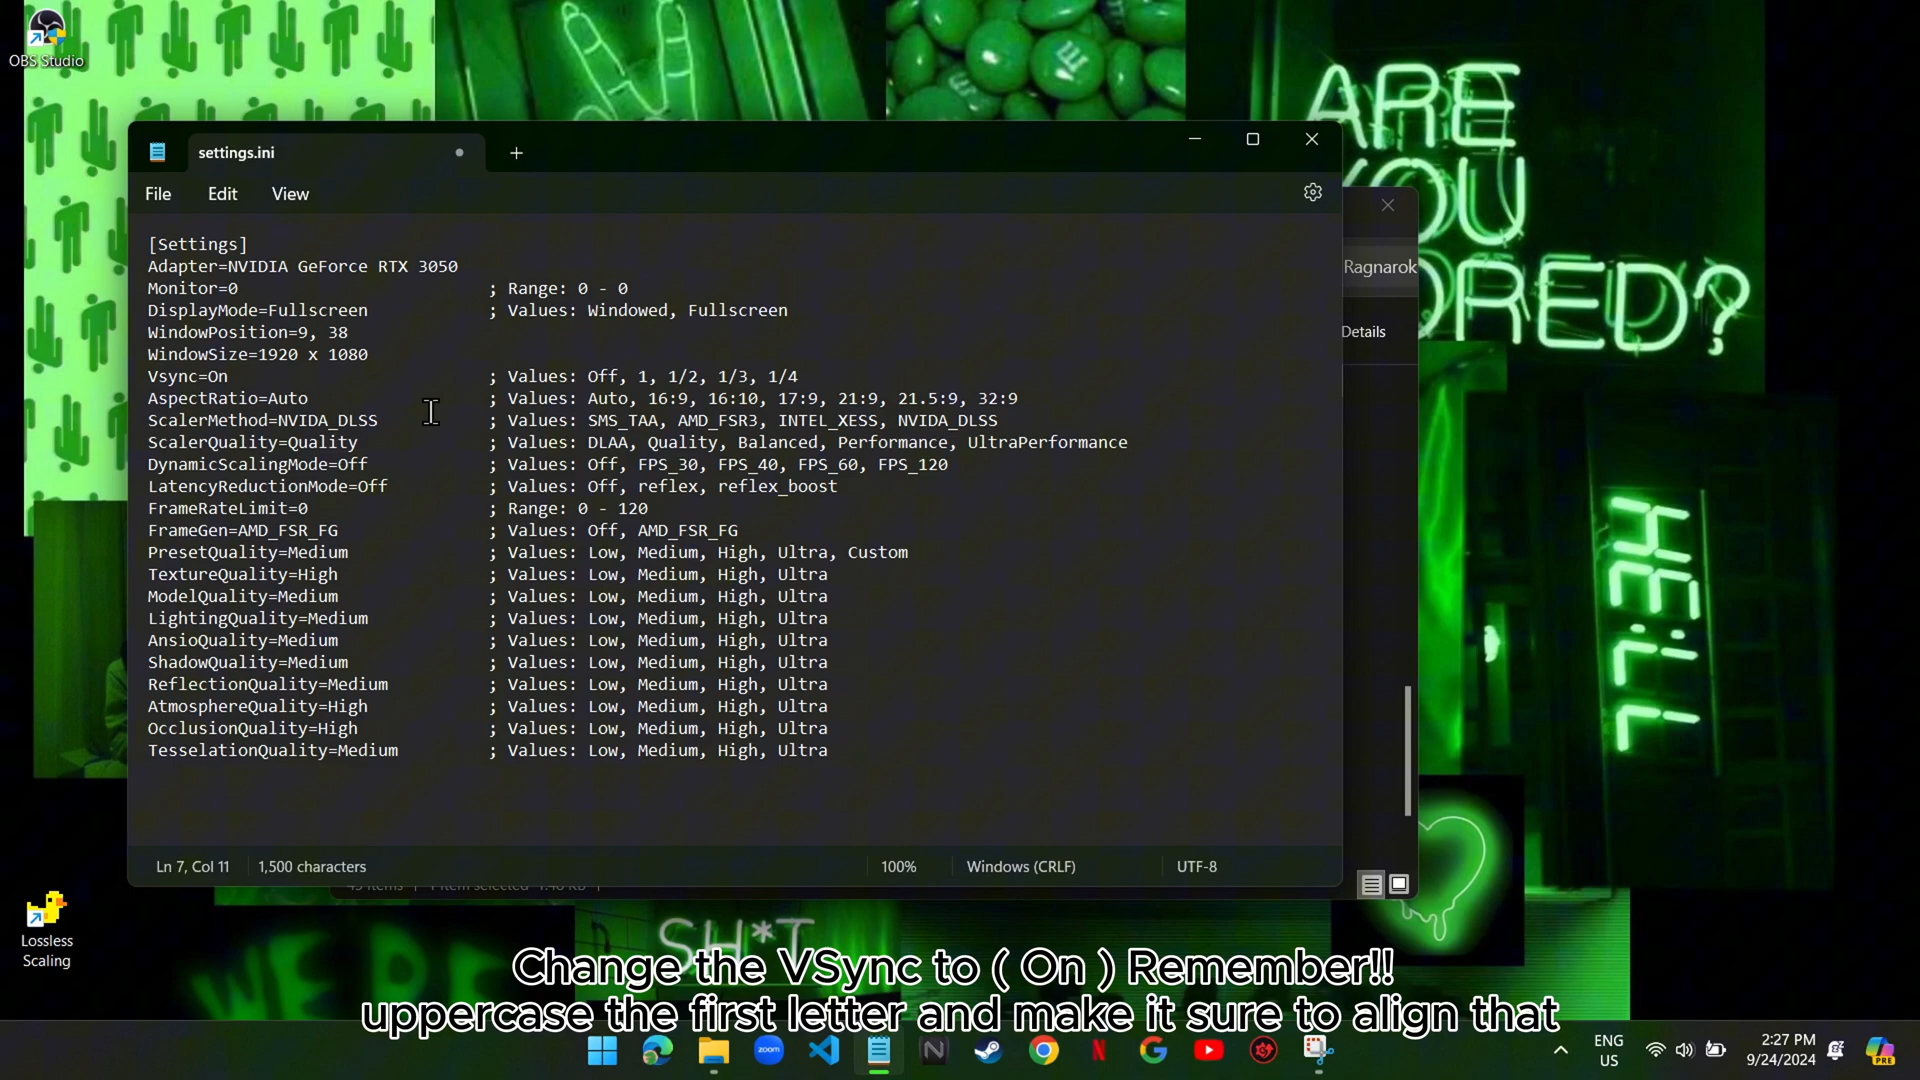 OBS Studio
ARE
YOU
BORED?
settings.ini
File Edit View
Ragnarok
Details
[Settings]
Adapter=NVIDIA GeForce RTX 3050
Monitor=0 ; Range: 0 - 0
DisplayMode=Fullscreen ; Values: Windowed, Fullscreen
WindowPosition=9, 38
WindowSize=1920 x 1080
Vsync=On ; Values: Off, 1, 1/2, 1/3, 1/4
AspectRatio=Auto ; Values: Auto, 16:9, 16:10, 17:9, 21:9, 21.5:9, 32:9
ScalerMethod=NVIDA_DLSS ; Values: SMS_TAA, AMD_FSR3, INTEL_XESS, NVIDA_DLSS
ScalerQuality=Quality ; Values: DLAA, Quality, Balanced, Performance, UltraPerformance
DynamicScalingMode=Off ; Values: Off, FPS_30, FPS_40, FPS_60, FPS_120
LatencyReductionMode=Off ; Values: Off, reflex, reflex_boost
FrameRateLimit=0 ; Range: 0 - 120
FrameGen=AMD_FSR_FG ; Values: Off, AMD_FSR_FG
PresetQuality=Medium ; Values: Low, Medium, High, Ultra, Custom
TextureQuality=High ; Values: Low, Medium, High, Ultra
ModelQuality=Medium ; Values: Low, Medium, High, Ultra
LightingQuality=Medium ; Values: Low, Medium, High, Ultra
AnsioQuality=Medium ; Values: Low, Medium, High, Ultra
ShadowQuality=Medium ; Values: Low, Medium, High, Ultra
ReflectionQuality=Medium ; Values: Low, Medium, High, Ultra
AtmosphereQuality=High ; Values: Low, Medium, High, Ultra
OcclusionQuality=High ; Values: Low, Medium, High, Ultra
TesselationQuality=Medium ; Values: Low, Medium, High, Ultra
Ln 7, Col 11 1,500 characters 100% Windows (CRLF) UTF-8
Lossless
Scaling
SH*T
Change the VSync to ( On ) Remember!!
uppercase the first letter and make it sure to align that
zoom
ENG
US
2:27 PM
9/24/2024
PRE